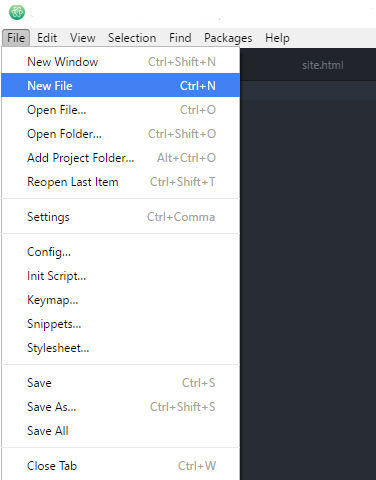 File Edit View Selection Find Packages Help
site.html
New Window Ctrl+Shift+N
New File Ctrl+N
Open File... Ctrl+O
Open Folder... Ctrl+Shift+O
Add Project Folder... Alt+Ctrl+O
Reopen Last Item Ctrl+Shift+T
Settings Ctrl+Comma
Config...
Init Script...
Keymap...
Snippets...
Stylesheet...
Save Ctrl+S
Save As... Ctrl+Shift+S
Save All
Close Tab Ctrl+W